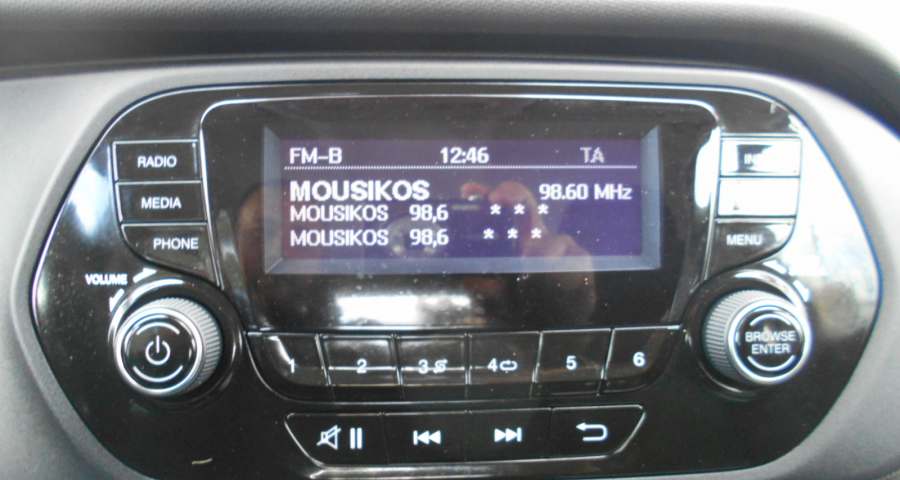 FM-B 12:46 TA
MOUSIKOS 98.60 MHz
MOUSIKOS 98,6 * * *
MOUSIKOS 98,6 * * *
RADIO
MEDIA
PHONE
MENU
VOLUME
BROWSE
ENTER
1 2 3 4 5 6